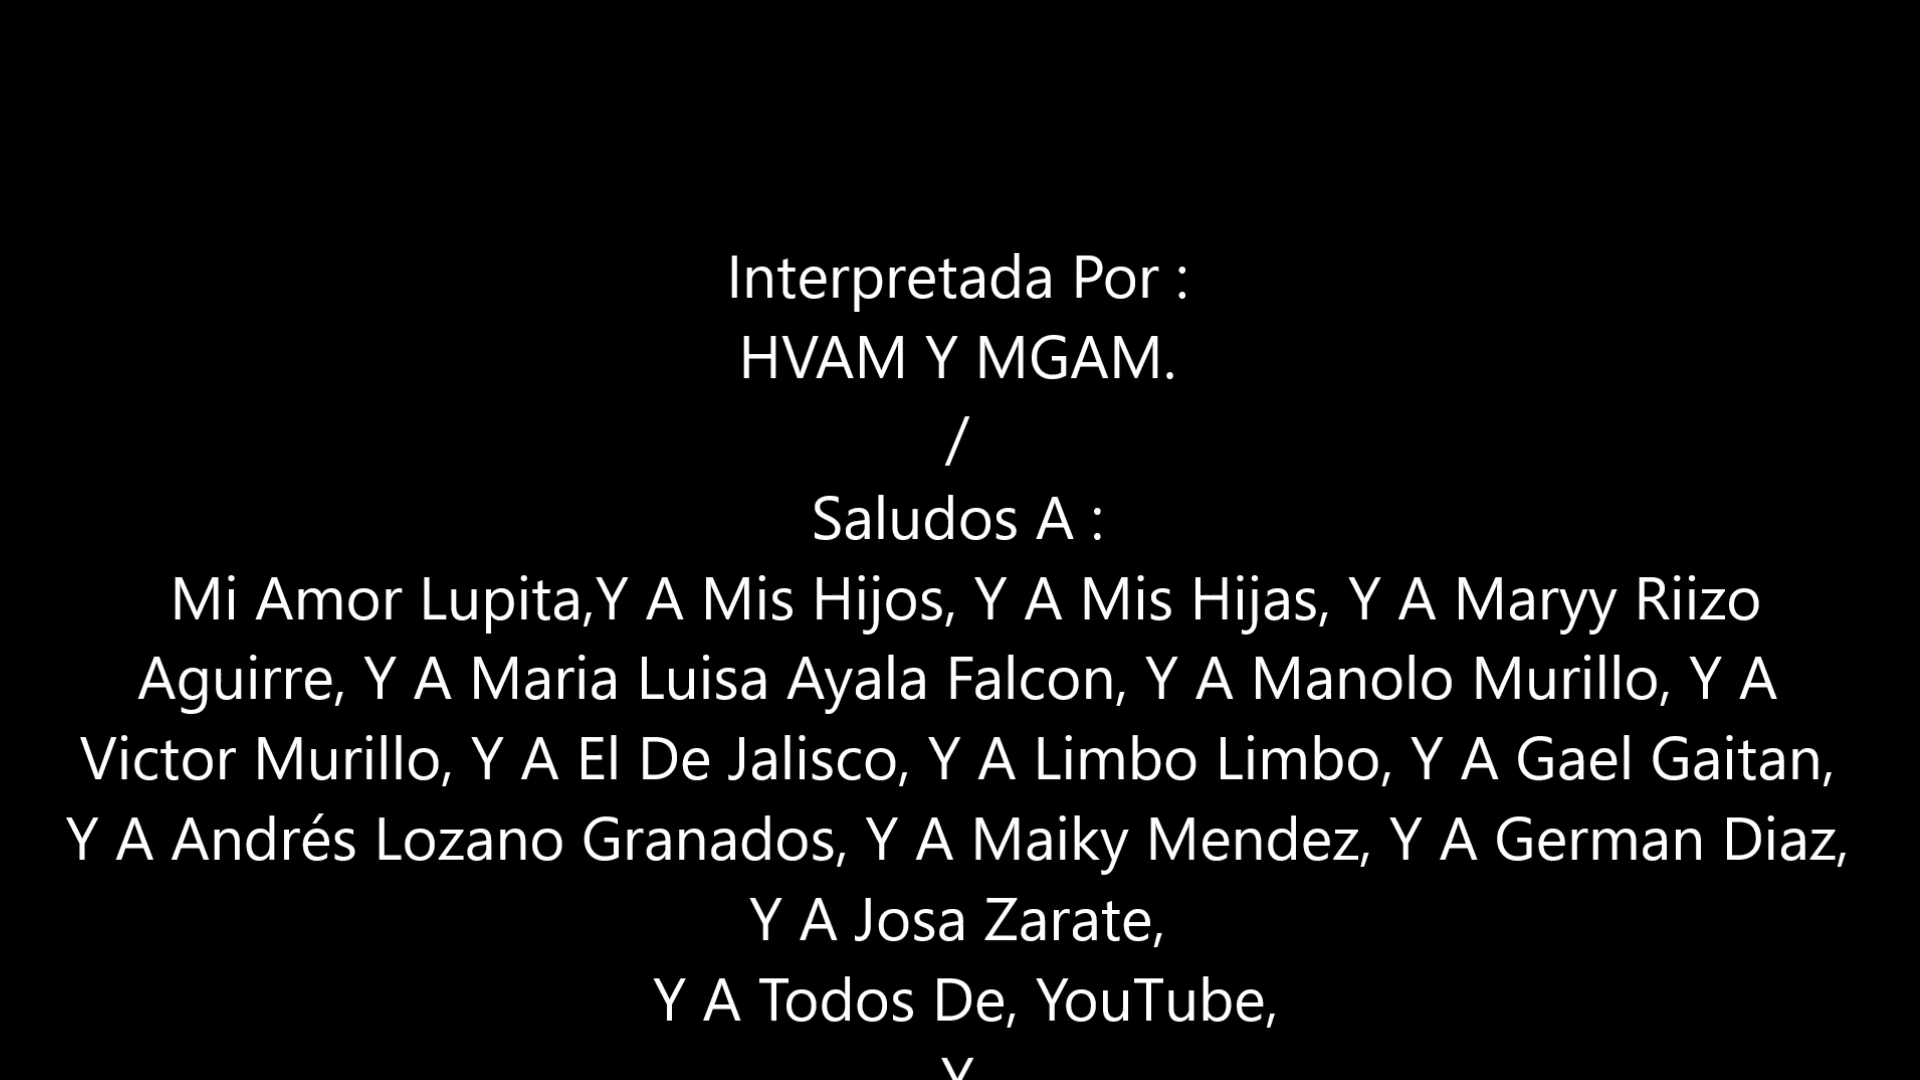 Interpretada Por :
HVAM Y MGAM.
/
Saludos A :
Mi Amor Lupita,Y A Mis Hijos, Y A Mis Hijas, Y A Maryy Riizo
Aguirre, Y A Maria Luisa Ayala Falcon, Y A Manolo Murillo, Y A
Victor Murillo, Y A El De Jalisco, Y A Limbo Limbo, Y A Gael Gaitan,
Y A Andrés Lozano Granados, Y A Maiky Mendez, Y A German Diaz,
Y A Josa Zarate,
Y A Todos De, YouTube,
Y